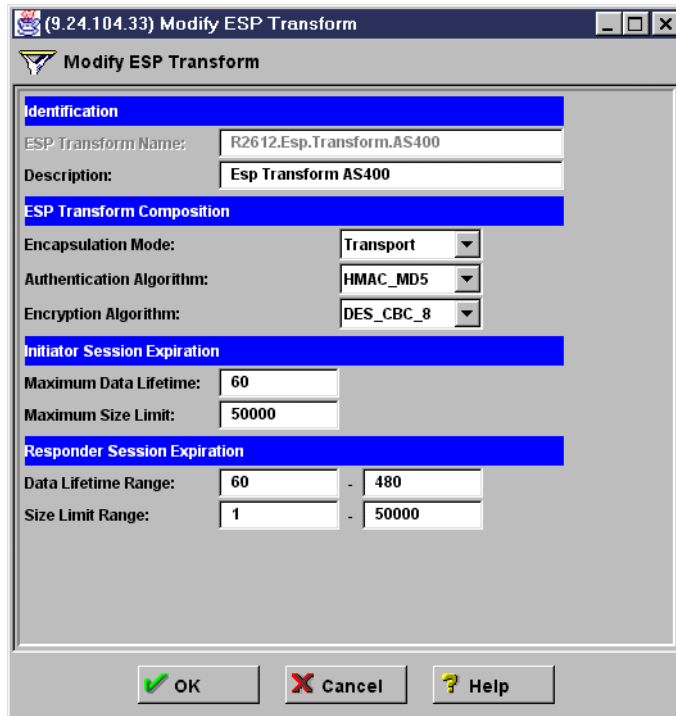 (9.24.104.33) Modify ESP Transform
Modify ESP Transform
Identification
ESP Transform Name: R2612.Esp.Transform.AS400
Description: Esp Transform AS400
ESP Transform Composition
Encapsulation Mode: Transport
Authentication Algorithm: HMAC_MD5
Encryption Algorithm: DES_CBC_8
Initiator Session Expiration
Maximum Data Lifetime: 60
Maximum Size Limit: 50000
Responder Session Expiration
Data Lifetime Range: 60 - 480
Size Limit Range: 1 - 50000
OK Cancel Help